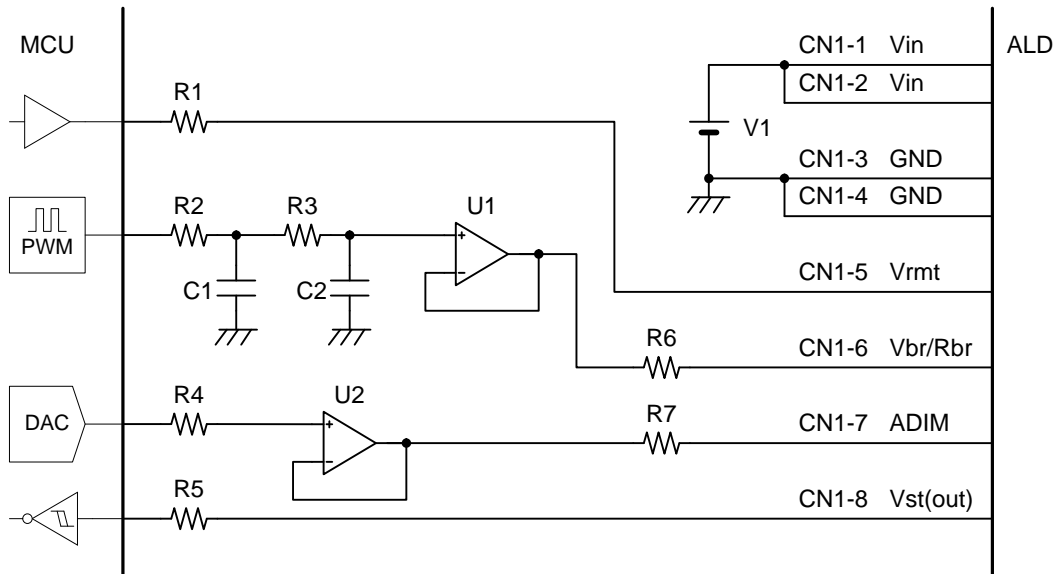 MCU
CN1-1 Vin
ALD
CN1-2 Vin
R1
V1
CN1-3 GND
CN1-4 GND
R2
R3
U1
PWM
C1
C2
CN1-5 Vrmt
R6
CN1-6 Vbr/Rbr
R4
U2
R7
DAC
CN1-7 ADIM
R5
CN1-8 Vst(out)